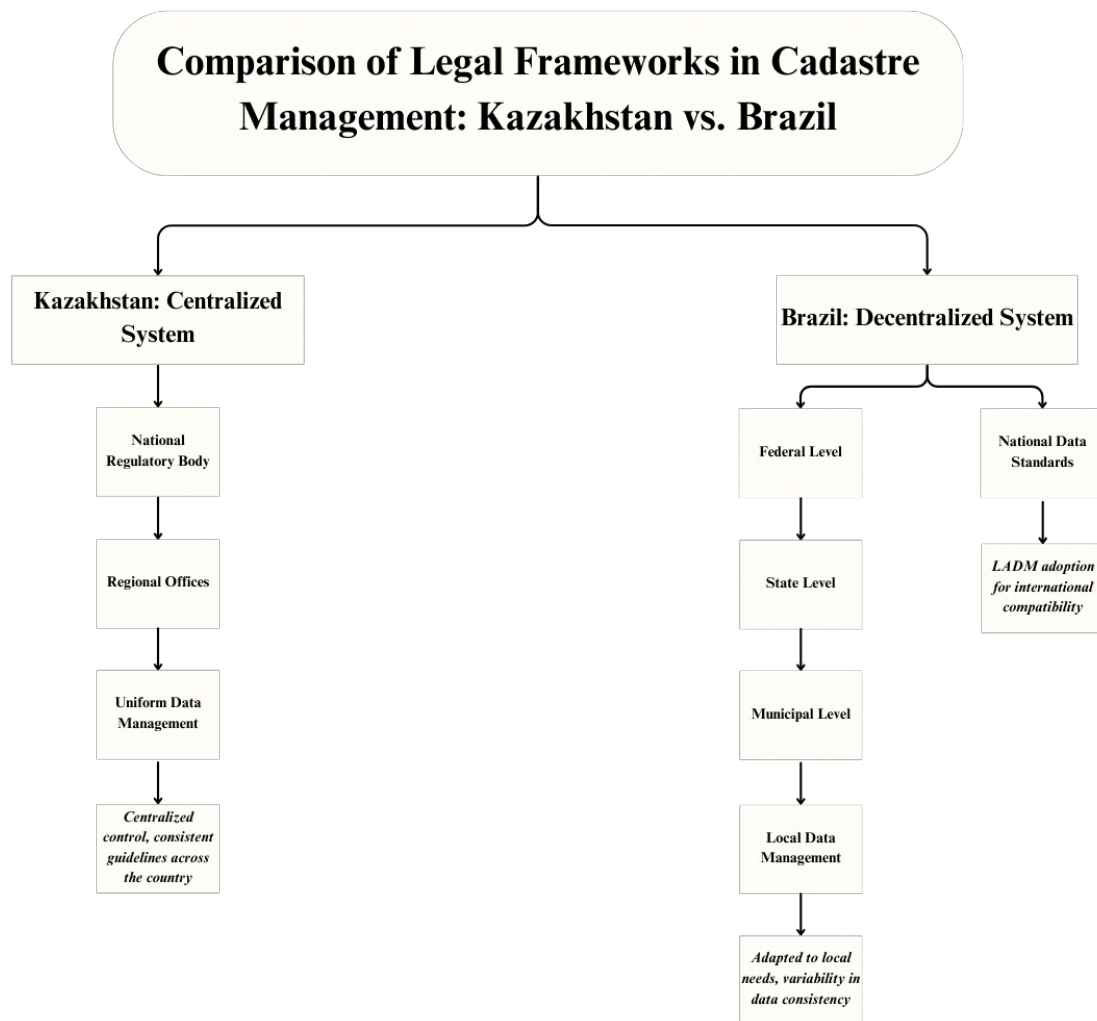 Comparison of Legal Frameworks in Cadastre
Management: Kazakhstan vs. Brazil
Kazakhstan: Centralized
System
National
Regulatory Body
Regional Offices
Uniform Data
Management
Centralized
control, consistent
guidelines across
the country
Brazil: Decentralized System
Federal Level
State Level
Municipal Level
Local Data
Management
Adapted to local
needs, variability in
data consistency
National Data
Standards
LADM adoption
for international
compatibility